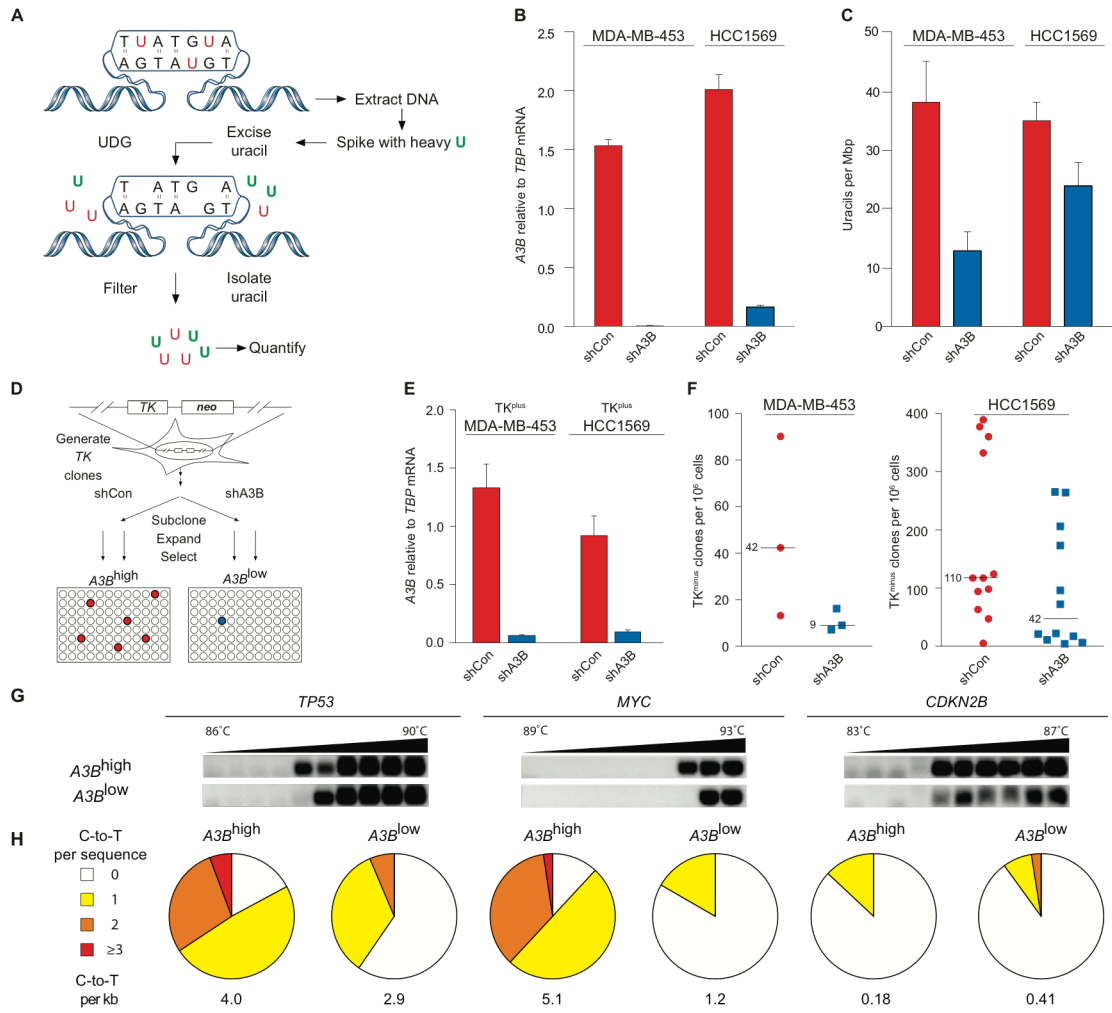 A
T U A T G U A
A G T A U G T
Extract DNA
Spike with heavy U
Excise
uracil
UDG
U
U
U
U
U
T A T G A
A G T A G T
Filter
Isolate
uracil
U U U U
U U U
Quantify
B
MDA-MB-453
HCC1569
A3B relative to TBP mRNA
2.5
2.0
1.5
1.0
0.5
0.0
shCon
shA3B
shCon
shA3B
C
MDA-MB-453
HCC1569
Uracils per Mbp
50
40
30
20
10
0
shCon
shA3B
shCon
shA3B
D
TK
neo
Generate
TK
clones
shCon
shA3B
Subclone
Expand
Select
A3Bhigh
A3Blow
E
TKplus
MDA-MB-453
TKplus
HCC1569
A3B relative to TBP mRNA
2.0
1.5
1.0
0.5
0.0
shCon
shA3B
shCon
shA3B
F
MDA-MB-453
TKminus clones per 10⁶ cells
100
80
60
40
20
0
42
9
shCon
shA3B
HCC1569
TKminus clones per 10⁶ cells
400
300
200
100
0
110
42
shCon
shA3B
G
TP53
MYC
CDKN2B
86°C
90°C
89°C
93°C
83°C
87°C
A3Bhigh
A3Blow
H
C-to-T
per sequence
0
1
2
≥3
A3Bhigh
A3Blow
A3Bhigh
A3Blow
A3Bhigh
A3Blow
C-to-T
per kb
4.0
2.9
5.1
1.2
0.18
0.41